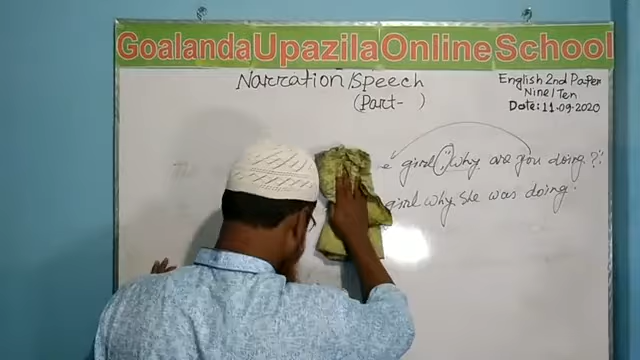 GoalandaUpazilaOnlineSchool
Narration/Speech
(Part- )
English 2nd Paper
Nine/Ten
Date: 11.09.2020
girl "why are you doing?"
girl why she was doing.